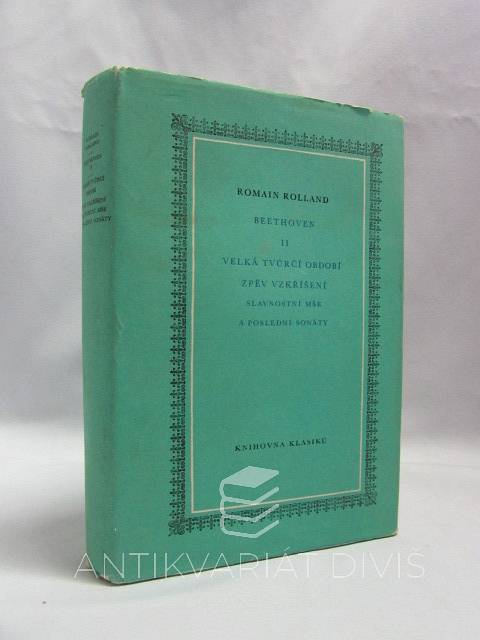 ROMAIN ROLLAND
BEETHOVEN
II
VELKÁ TVŮRČÍ OBDOBÍ
ZPĚV VZKŘÍŠENÍ
SLAVNOSTNÍ MŠE
A POSLEDNÍ SONÁTY
KNIHOVNA KLASIKŮ
ANTIKVARIÁT DIVIŠ